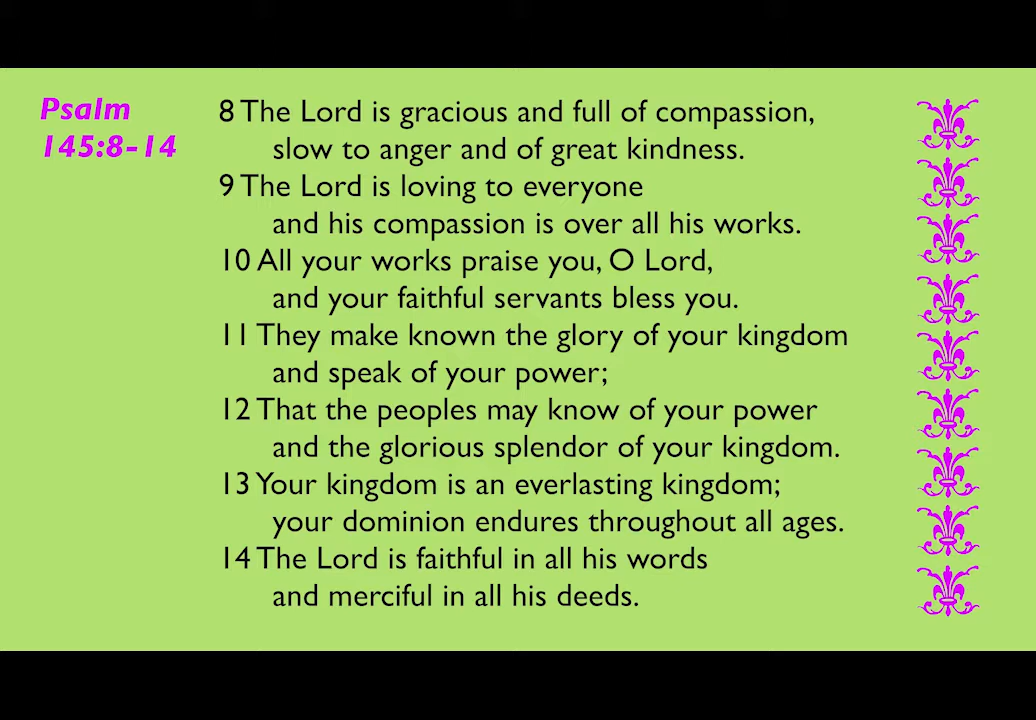 Psalm
145:8-14
8 The Lord is gracious and full of compassion,
slow to anger and of great kindness.
9 The Lord is loving to everyone
and his compassion is over all his works.
10 All your works praise you, O Lord,
and your faithful servants bless you.
11 They make known the glory of your kingdom
and speak of your power;
12 That the peoples may know of your power
and the glorious splendor of your kingdom.
13 Your kingdom is an everlasting kingdom;
your dominion endures throughout all ages.
14 The Lord is faithful in all his words
and merciful in all his deeds.